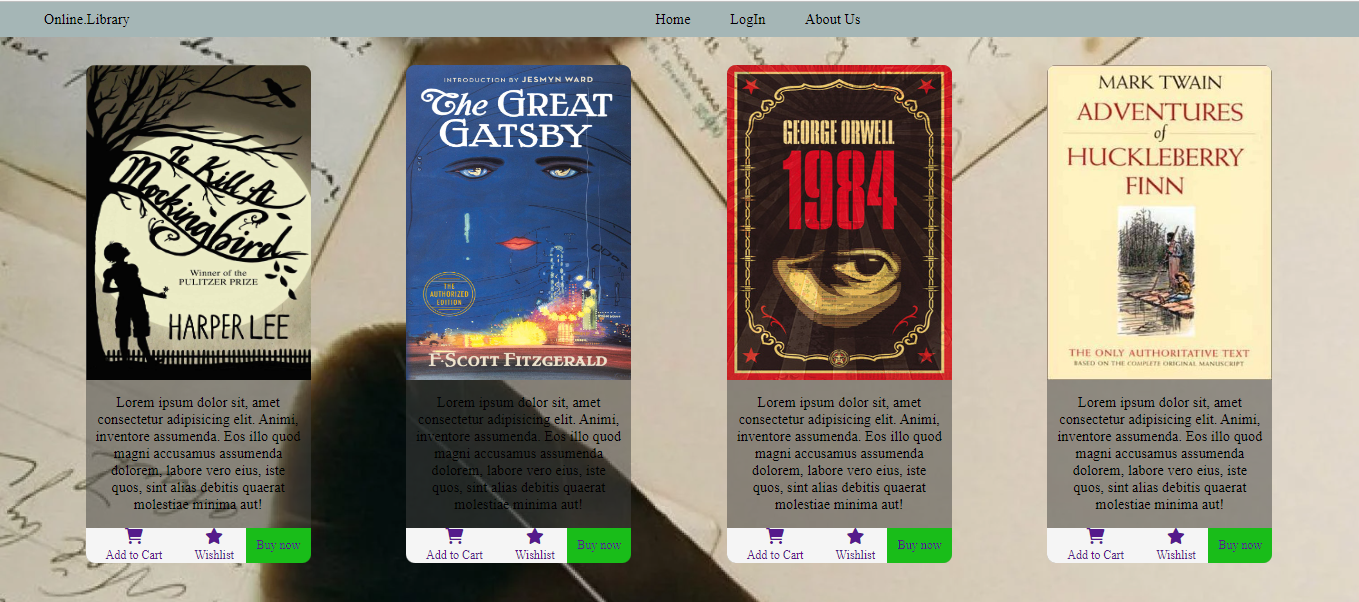 Online.Library
Home LogIn About Us
To Kill A
Mockingbird
Winner of the
PULITZER PRIZE
HARPER LEE
Lorem ipsum dolor sit, amet
consectetur adipisicing elit. Animi,
inventore assumenda. Eos illo quod
magni accusamus assumenda
dolorem, labore vero eius, iste
quos, sint alias debitis quaerat
molestiae minima aut!
Add to Cart Wishlist Buy now
INTRODUCTION BY JESMYN WARD
The GREAT
GATSBY
THE
AUTHORIZED
EDITION
F·SCOTT FITZGERALD
Lorem ipsum dolor sit, amet
consectetur adipisicing elit. Animi,
inventore assumenda. Eos illo quod
magni accusamus assumenda
dolorem, labore vero eius, iste
quos, sint alias debitis quaerat
molestiae minima aut!
Add to Cart Wishlist Buy now
GEORGE ORWELL
1984
Lorem ipsum dolor sit, amet
consectetur adipisicing elit. Animi,
inventore assumenda. Eos illo quod
magni accusamus assumenda
dolorem, labore vero eius, iste
quos, sint alias debitis quaerat
molestiae minima aut!
Add to Cart Wishlist Buy now
MARK TWAIN
ADVENTURES
of
HUCKLEBERRY
FINN
THE ONLY AUTHORITATIVE TEXT
BASED ON THE COMPLETE ORIGINAL MANUSCRIPT
Lorem ipsum dolor sit, amet
consectetur adipisicing elit. Animi,
inventore assumenda. Eos illo quod
magni accusamus assumenda
dolorem, labore vero eius, iste
quos, sint alias debitis quaerat
molestiae minima aut!
Add to Cart Wishlist Buy now